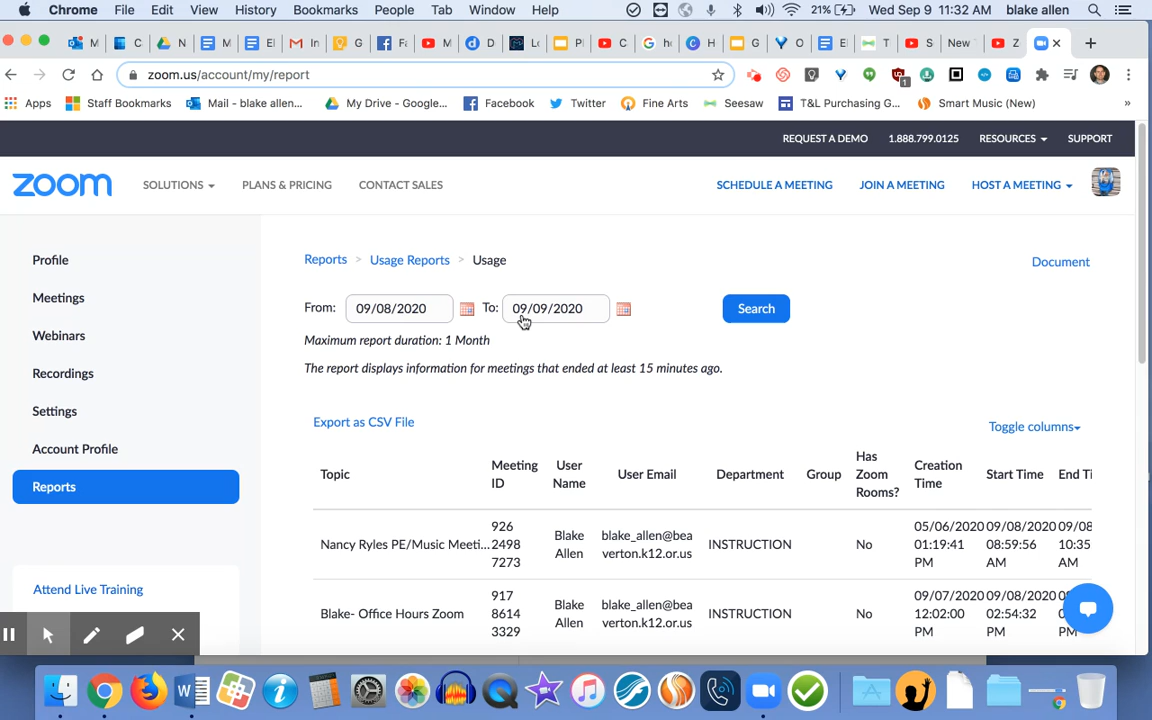 Chrome File Edit View History Bookmarks People Tab Window Help 21% Wed Sep 9 11:32 AM blake allen
M C N M El In G Fa M D Lo Pl C h H G O El T S New Z
zoom.us/account/my/report
Apps Staff Bookmarks Mail - blake allen... My Drive - Google... Facebook Twitter Fine Arts Seesaw T&L Purchasing G... Smart Music (New) »
REQUEST A DEMO 1.888.799.0125 RESOURCES SUPPORT
zoom SOLUTIONS PLANS & PRICING CONTACT SALES SCHEDULE A MEETING JOIN A MEETING HOST A MEETING
Profile
Meetings
Webinars
Recordings
Settings
Account Profile
Reports
Attend Live Training
Reports > Usage Reports > Usage Document
From: 09/08/2020 To: 09/09/2020 Search
Maximum report duration: 1 Month
The report displays information for meetings that ended at least 15 minutes ago.
Export as CSV File Toggle columns
Topic Meeting ID User Name User Email Department Group Has Zoom Rooms? Creation Time Start Time End Ti
Nancy Ryles PE/Music Meeti... 926 2498 7273 Blake Allen blake_allen@beaverton.k12.or.us INSTRUCTION No 05/06/2020 01:19:41 PM 09/08/2020 08:59:56 AM 09/08 10:35 AM
Blake- Office Hours Zoom 917 8614 3329 Blake Allen blake_allen@beaverton.k12.or.us INSTRUCTION No 09/07/2020 12:02:00 PM 09/08/2020 02:54:32 PM